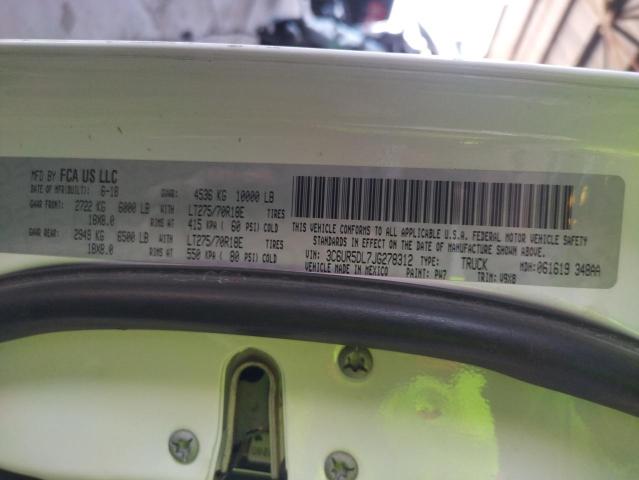 MFD BY FCA US LLC
DATE OF MFR(BUILT): 6-18 GVWR: 4536 KG 10000 LB
GAWR FRONT: 2722 KG 6000 LB WITH LT275/70R18E
18X8.0 RIMS AT 415 KPA ( 60 PSI) COLD
GAWR REAR: 2949 KG 6500 LB WITH LT275/70R18E
18X8.0 RIMS AT 550 KPA ( 80 PSI) COLD
THIS VEHICLE CONFORMS TO ALL APPLICABLE U.S.A. FEDERAL MOTOR VEHICLE SAFETY
STANDARDS IN EFFECT ON THE DATE OF MANUFACTURE SHOWN ABOVE.
VIN: 3C6UR5DL7JG278312 TYPE: TRUCK MDH: 061619 348AA
VEHICLE MADE IN MEXICO PAINT: PW7 TRIM: V9X8